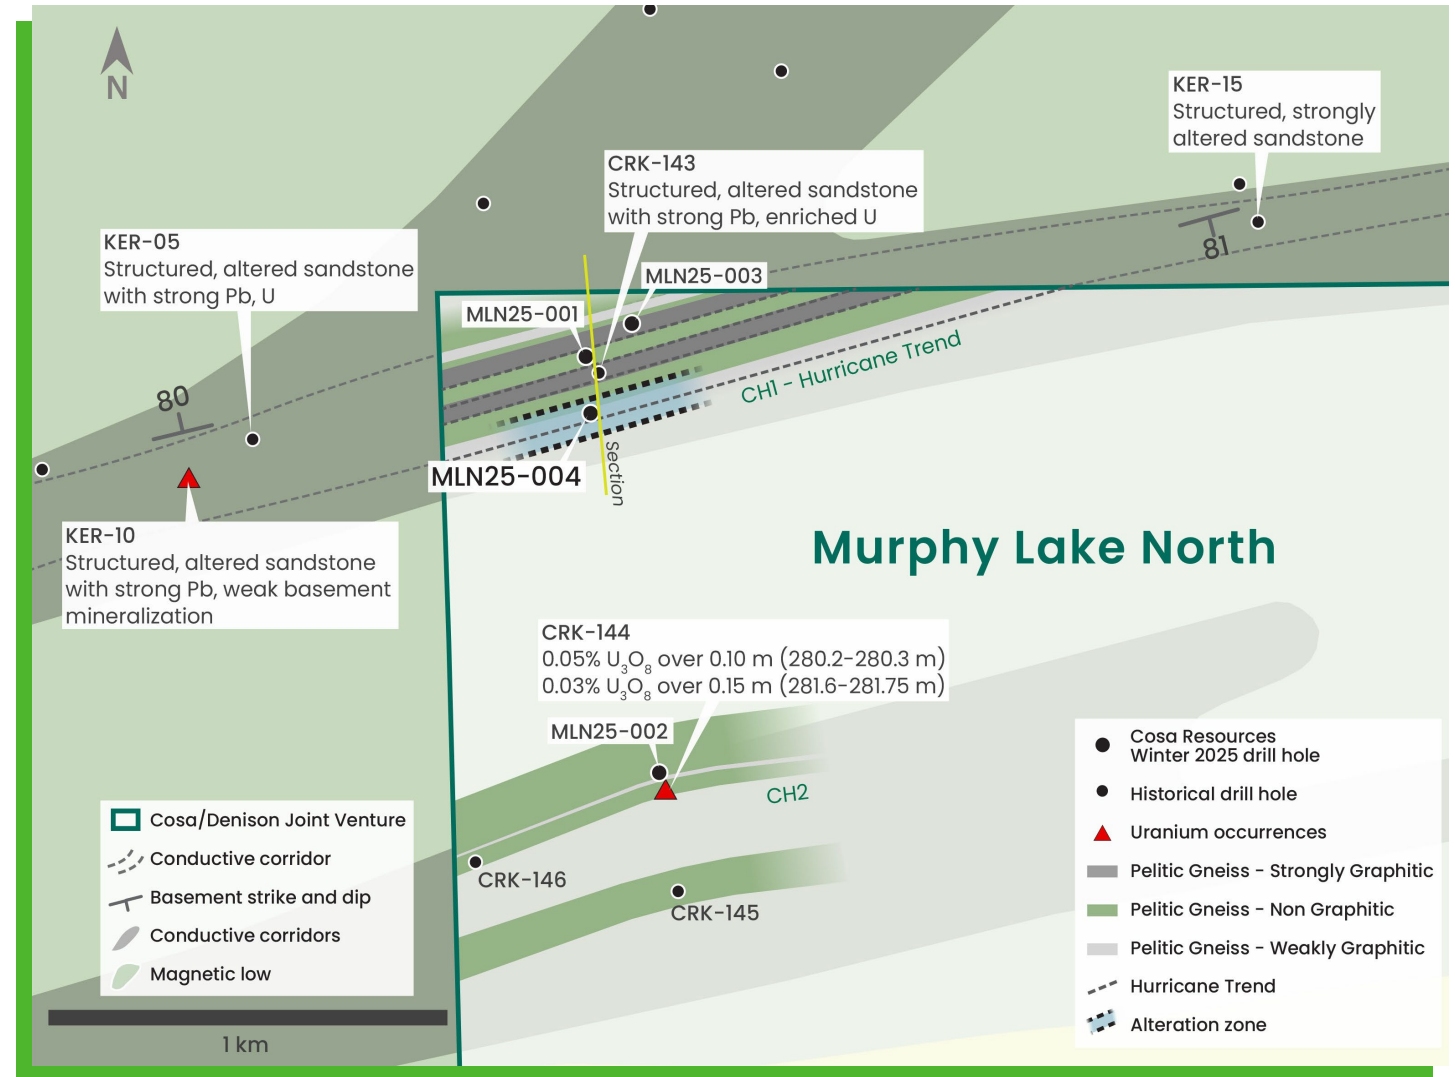 N
KER-15
Structured, strongly
altered sandstone
CRK-143
Structured, altered sandstone
with strong Pb, enriched U
KER-05
Structured, altered sandstone
with strong Pb, U
81
MLN25-003
MLN25-001
CH1 - Hurricane Trend
80
MLN25-004
Section
KER-10
Structured, altered sandstone
with strong Pb, weak basement
mineralization
Murphy Lake North
CRK-144
0.05% U₃O₈ over 0.10 m (280.2-280.3 m)
0.03% U₃O₈ over 0.15 m (281.6-281.75 m)
MLN25-002
CH2
CRK-146
CRK-145
Cosa/Denison Joint Venture
Conductive corridor
Basement strike and dip
Conductive corridors
Magnetic low
1 km
Cosa Resources
Winter 2025 drill hole
Historical drill hole
Uranium occurrences
Pelitic Gneiss - Strongly Graphitic
Pelitic Gneiss - Non Graphitic
Pelitic Gneiss - Weakly Graphitic
Hurricane Trend
Alteration zone